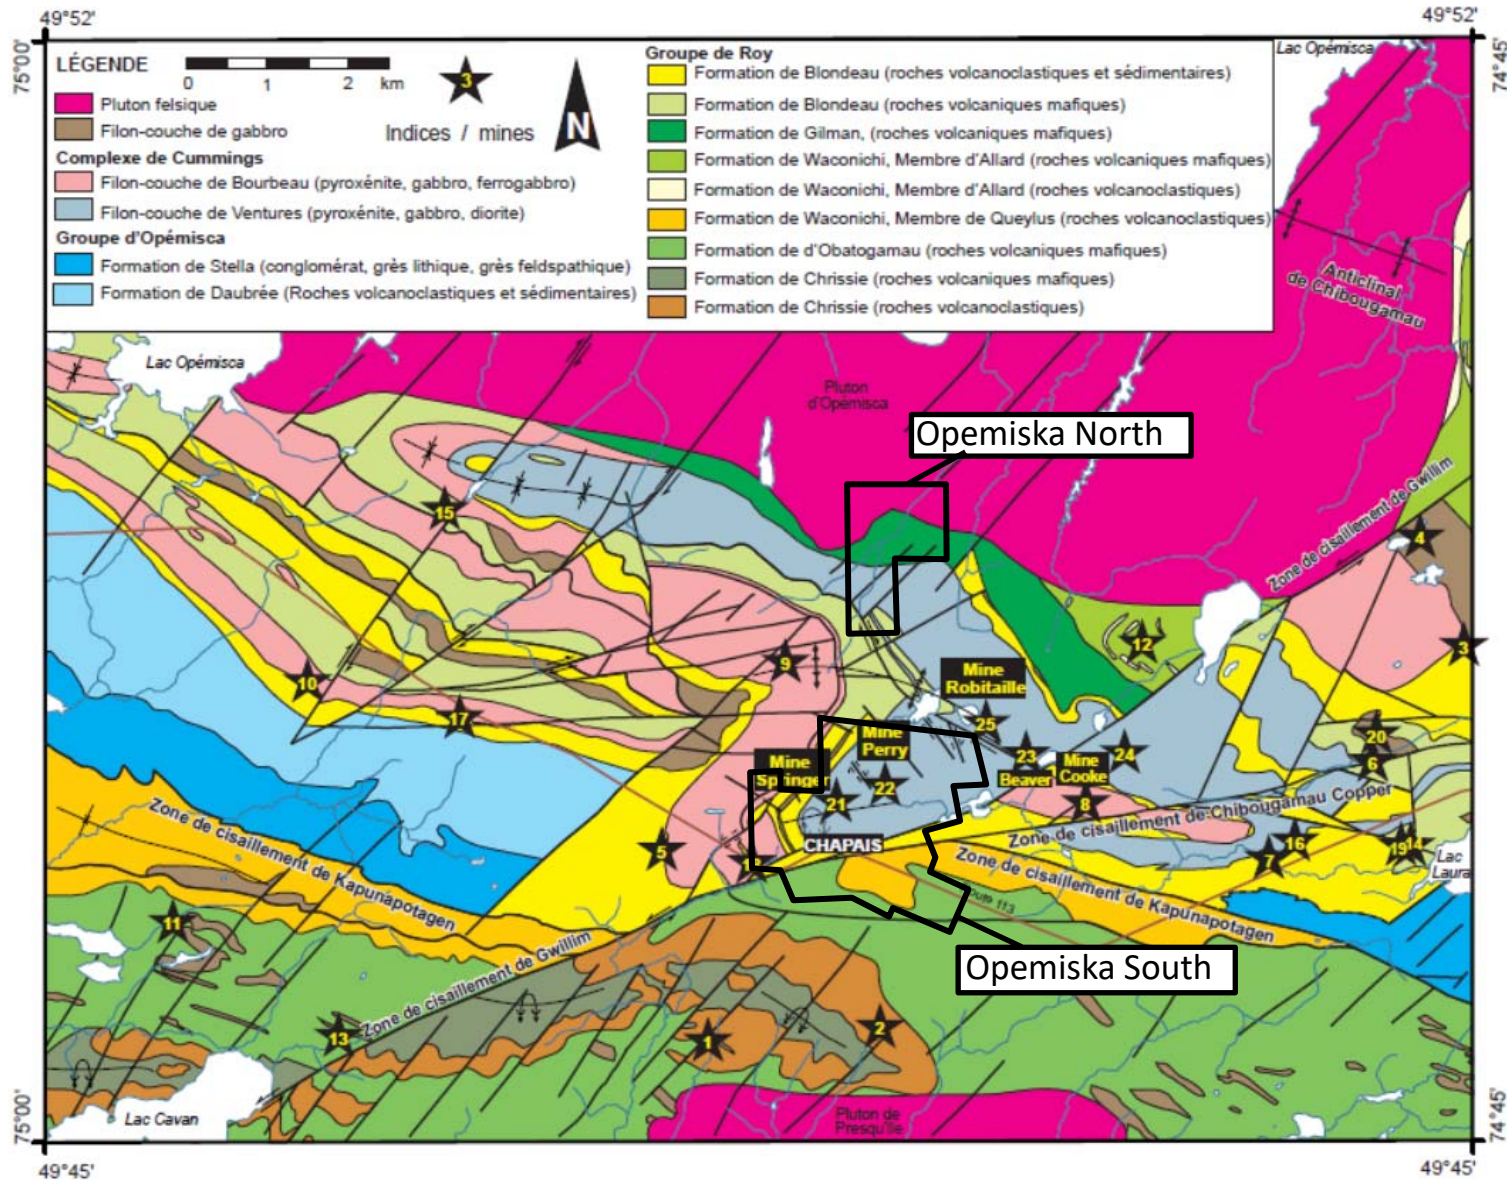 49°52'
49°52'
75°00'
74°45'
LÉGENDE
0 1 2 km
3
Indices / mines
N
Pluton felsique
Filon-couche de gabbro
Complexe de Cummings
Filon-couche de Bourbeau (pyroxénite, gabbro, ferrogabbro)
Filon-couche de Ventures (pyroxénite, gabbro, diorite)
Groupe d'Opémisca
Formation de Stella (conglomérat, grès lithique, grès feldspathique)
Formation de Daubrée (Roches volcanoclastiques et sédimentaires)
Groupe de Roy
Formation de Blondeau (roches volcanoclastiques et sédimentaires)
Formation de Blondeau (roches volcaniques mafiques)
Formation de Gilman, (roches volcaniques mafiques)
Formation de Waconichi, Membre d'Allard (roches volcaniques mafiques)
Formation de Waconichi, Membre d'Allard (roches volcanoclastiques)
Formation de Waconichi, Membre de Queylus (roches volcanoclastiques)
Formation de d'Obatogamau (roches volcaniques mafiques)
Formation de Chrissie (roches volcaniques mafiques)
Formation de Chrissie (roches volcanoclastiques)
Lac Opémisca
Anticlinal
de Chibougamau
Lac Opémisca
Pluton
d'Opémisca
Opemiska North
Zone de cisaillement de Gwillim
15
4
12
3
9
10
17
Mine
Robitaille
25
Mine
Perry
23
24
20
6
Mine
Springer
22
21
Beaver
Mine
Cooke
8
Zone de cisaillement de Chibougamau Copper
CHAPAIS
5
16
7
19
14
Lac
Laura
Zone de cisaillement de Kapunapotagen
Zone de cisaillement de Kapunapotagen
113
11
Opemiska South
Zone de cisaillement de Gwillim
13
1
2
Lac Cavan
Pluton de
Presqu'île
75°00'
74°45'
49°45'
49°45'